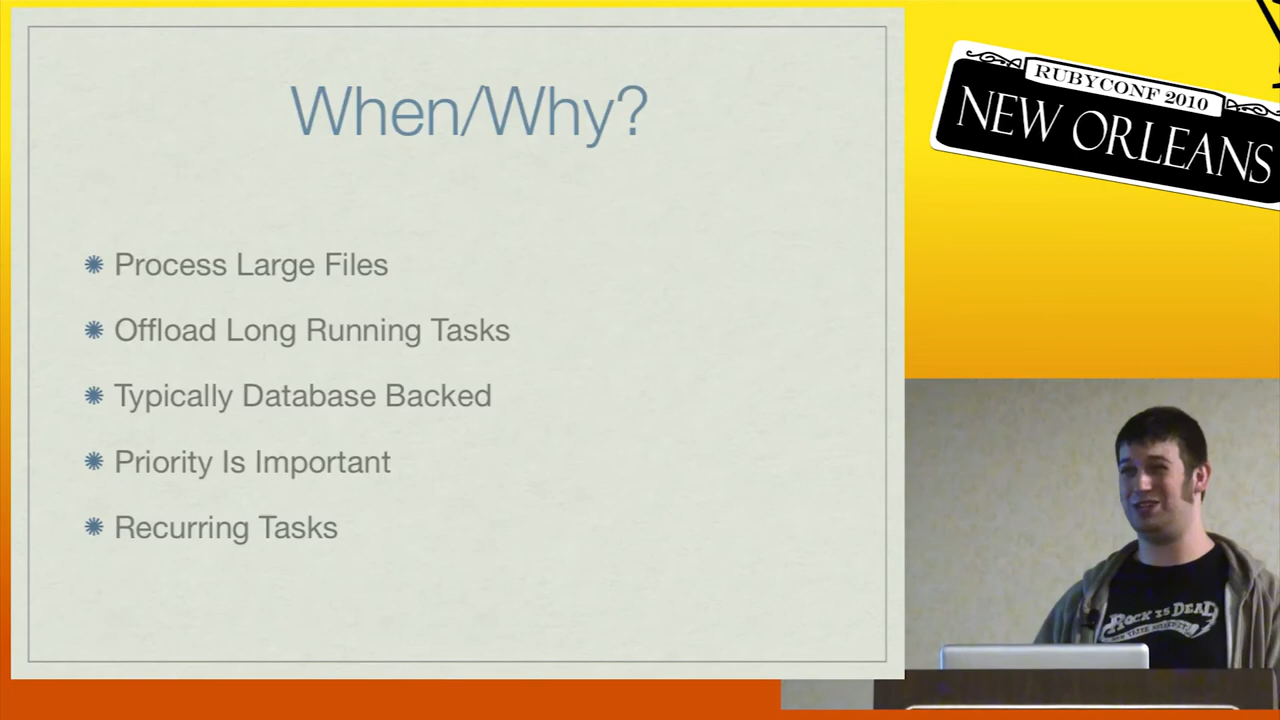 When/Why?
Process Large Files
Offload Long Running Tasks
Typically Database Backed
Priority Is Important
Recurring Tasks
RUBYCONF 2010
NEW ORLEANS
ROCK IS DEAD